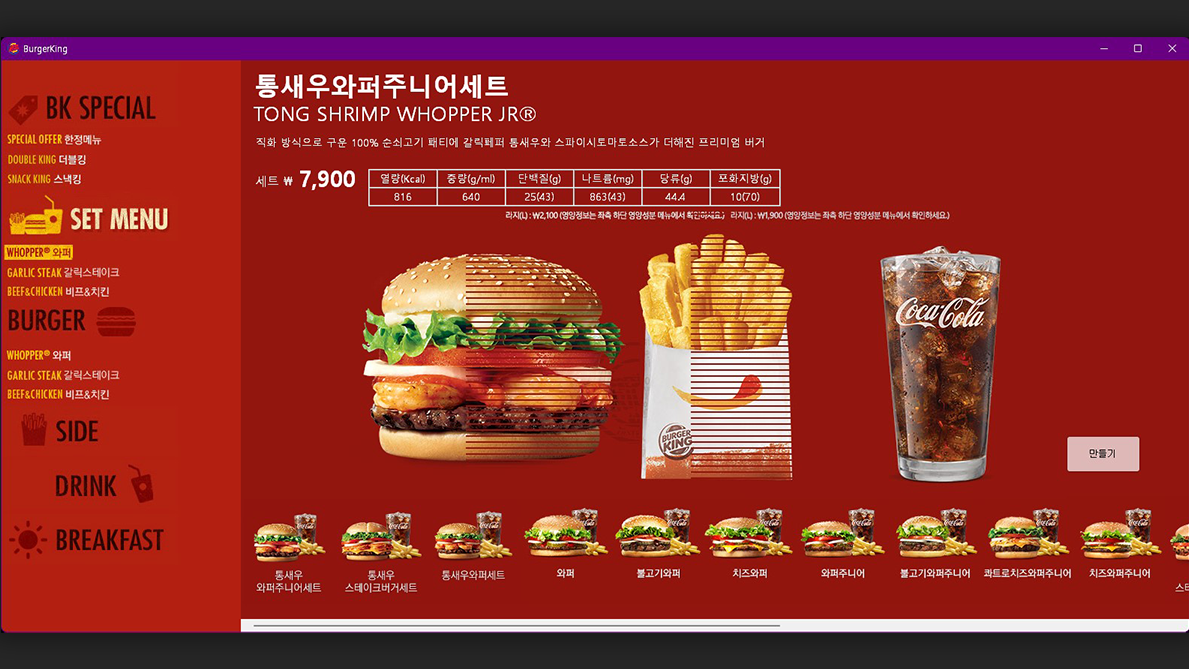 BurgerKing
BK SPECIAL
SPECIAL OFFER 한정메뉴
DOUBLE KING 더블킹
SNACK KING 스낵킹
SET MENU
WHOPPER® 와퍼
GARLIC STEAK 갈릭스테이크
BEEF&CHICKEN 비프&치킨
BURGER
WHOPPER® 와퍼
GARLIC STEAK 갈릭스테이크
BEEF&CHICKEN 비프&치킨
SIDE
DRINK
BREAKFAST
통새우와퍼주니어세트
TONG SHRIMP WHOPPER JR®
직화 방식으로 구운 100% 순쇠고기 패티에 갈릭페퍼 통새우와 스파이시토마토소스가 더해진 프리미엄 버거
세트 ₩ 7,900
열량(Kcal) 중량(g/ml) 단백질(g) 나트륨(mg) 당류(g) 포화지방(g)
816 640 25(43) 863(43) 44.4 10(70)
라지(L) : ₩2,100 (영양정보는 좌측 하단 영양성분 메뉴에서 확인하세요.) 라지(L) : ₩1,900 (영양정보는 좌측 하단 영양성분 메뉴에서 확인하세요.)
BURGER KING
Coca-Cola
만들기
통새우
와퍼주니어세트
통새우
스테이크버거세트
통새우와퍼세트
와퍼
불고기와퍼
치즈와퍼
와퍼주니어
불고기와퍼주니어
콰트로치즈와퍼주니어
치즈와퍼주니어